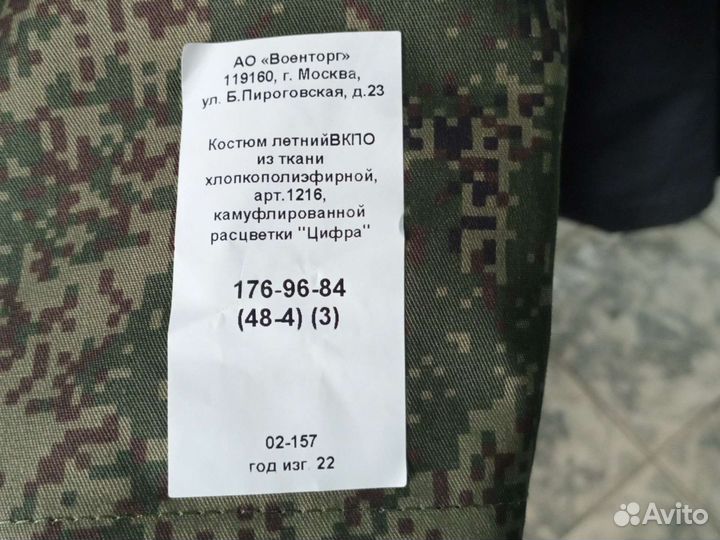 АО «Военторг»
119160, г. Москва,
ул. Б.Пироговская, д.23
Костюм летнийВКПО
из ткани
хлопкополиэфирной,
арт.1216,
камуфлированной
расцветки "Цифра"
176-96-84
(48-4) (3)
02-157
год изг. 22
Avito